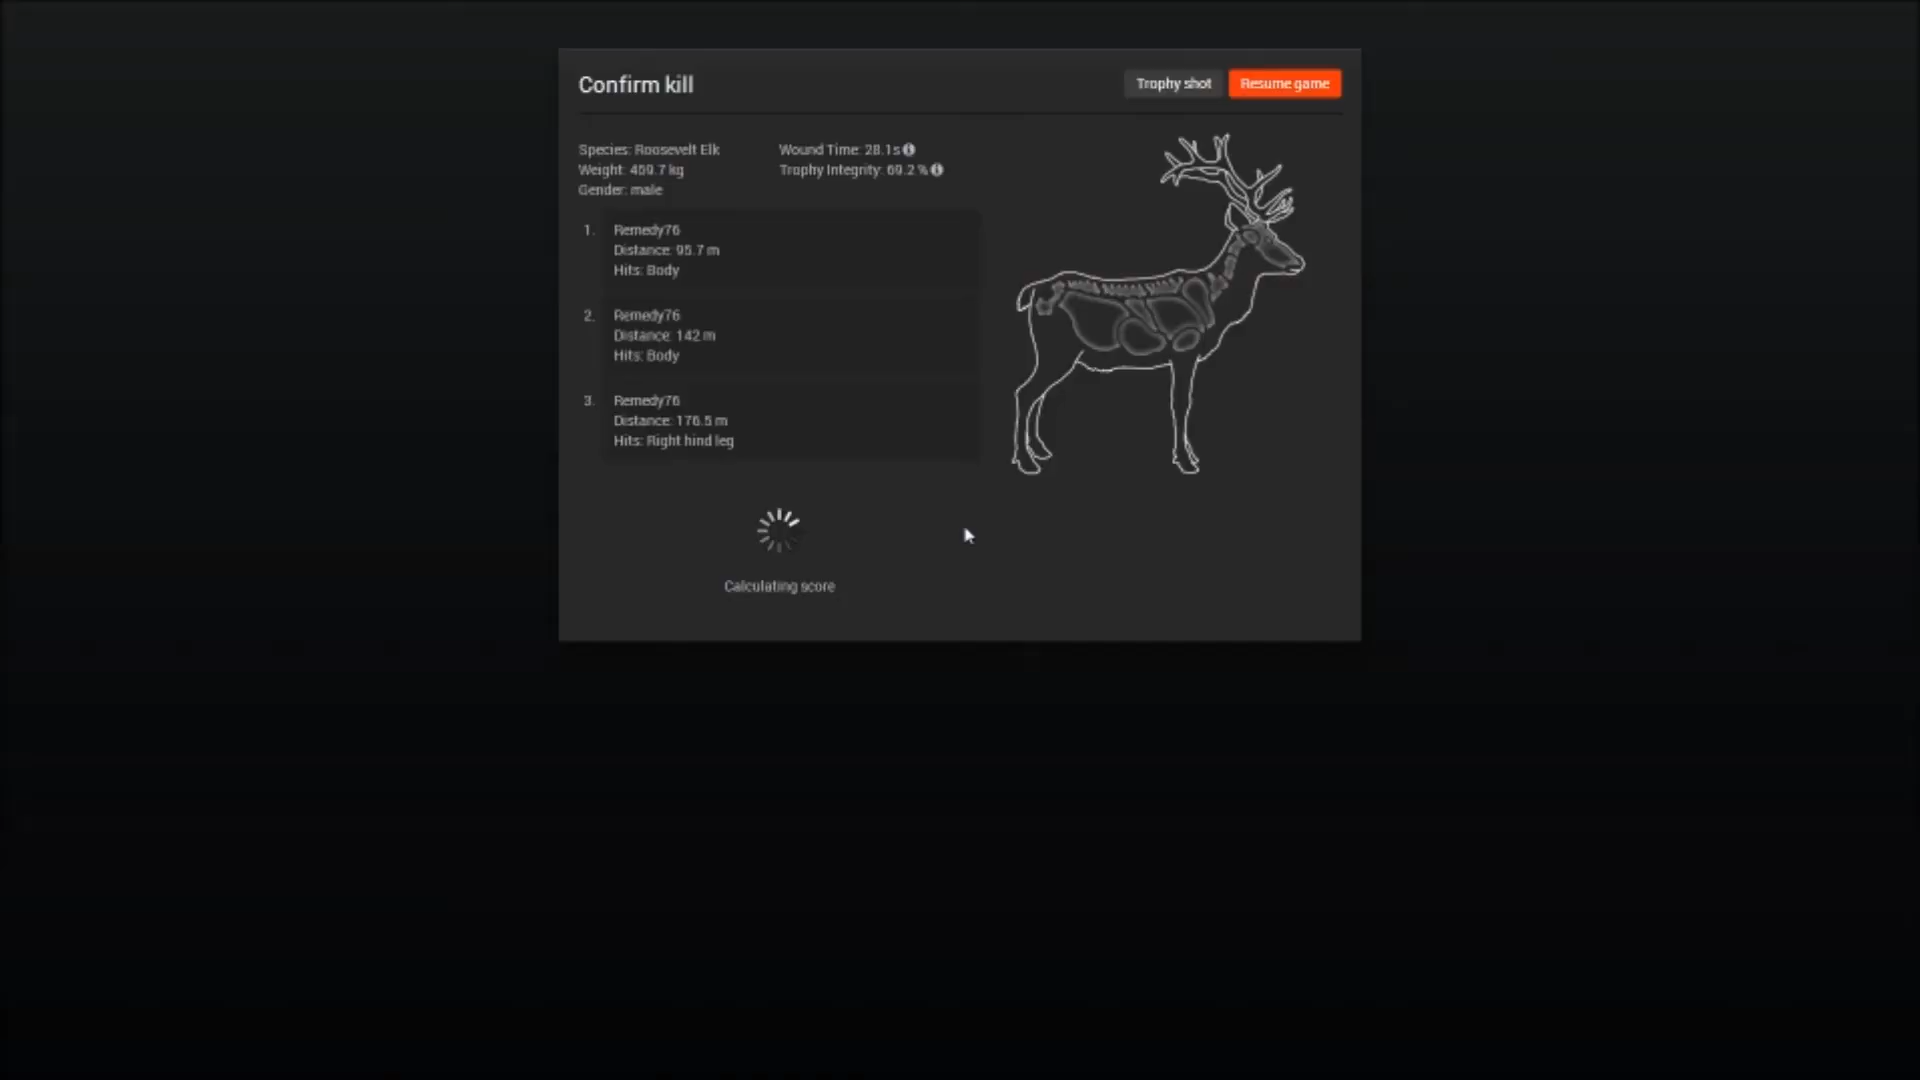 Confirm kill
Trophy shot
Resume game
Species: Roosevelt Elk
Weight: 459.7 kg
Gender: male
Wound Time: 28.1s
Trophy Integrity: 69.2 %
1.
Remedy76
Distance: 95.7 m
Hits: Body
2.
Remedy76
Distance: 142 m
Hits: Body
3.
Remedy76
Distance: 176.5 m
Hits: Right hind leg
Calculating score